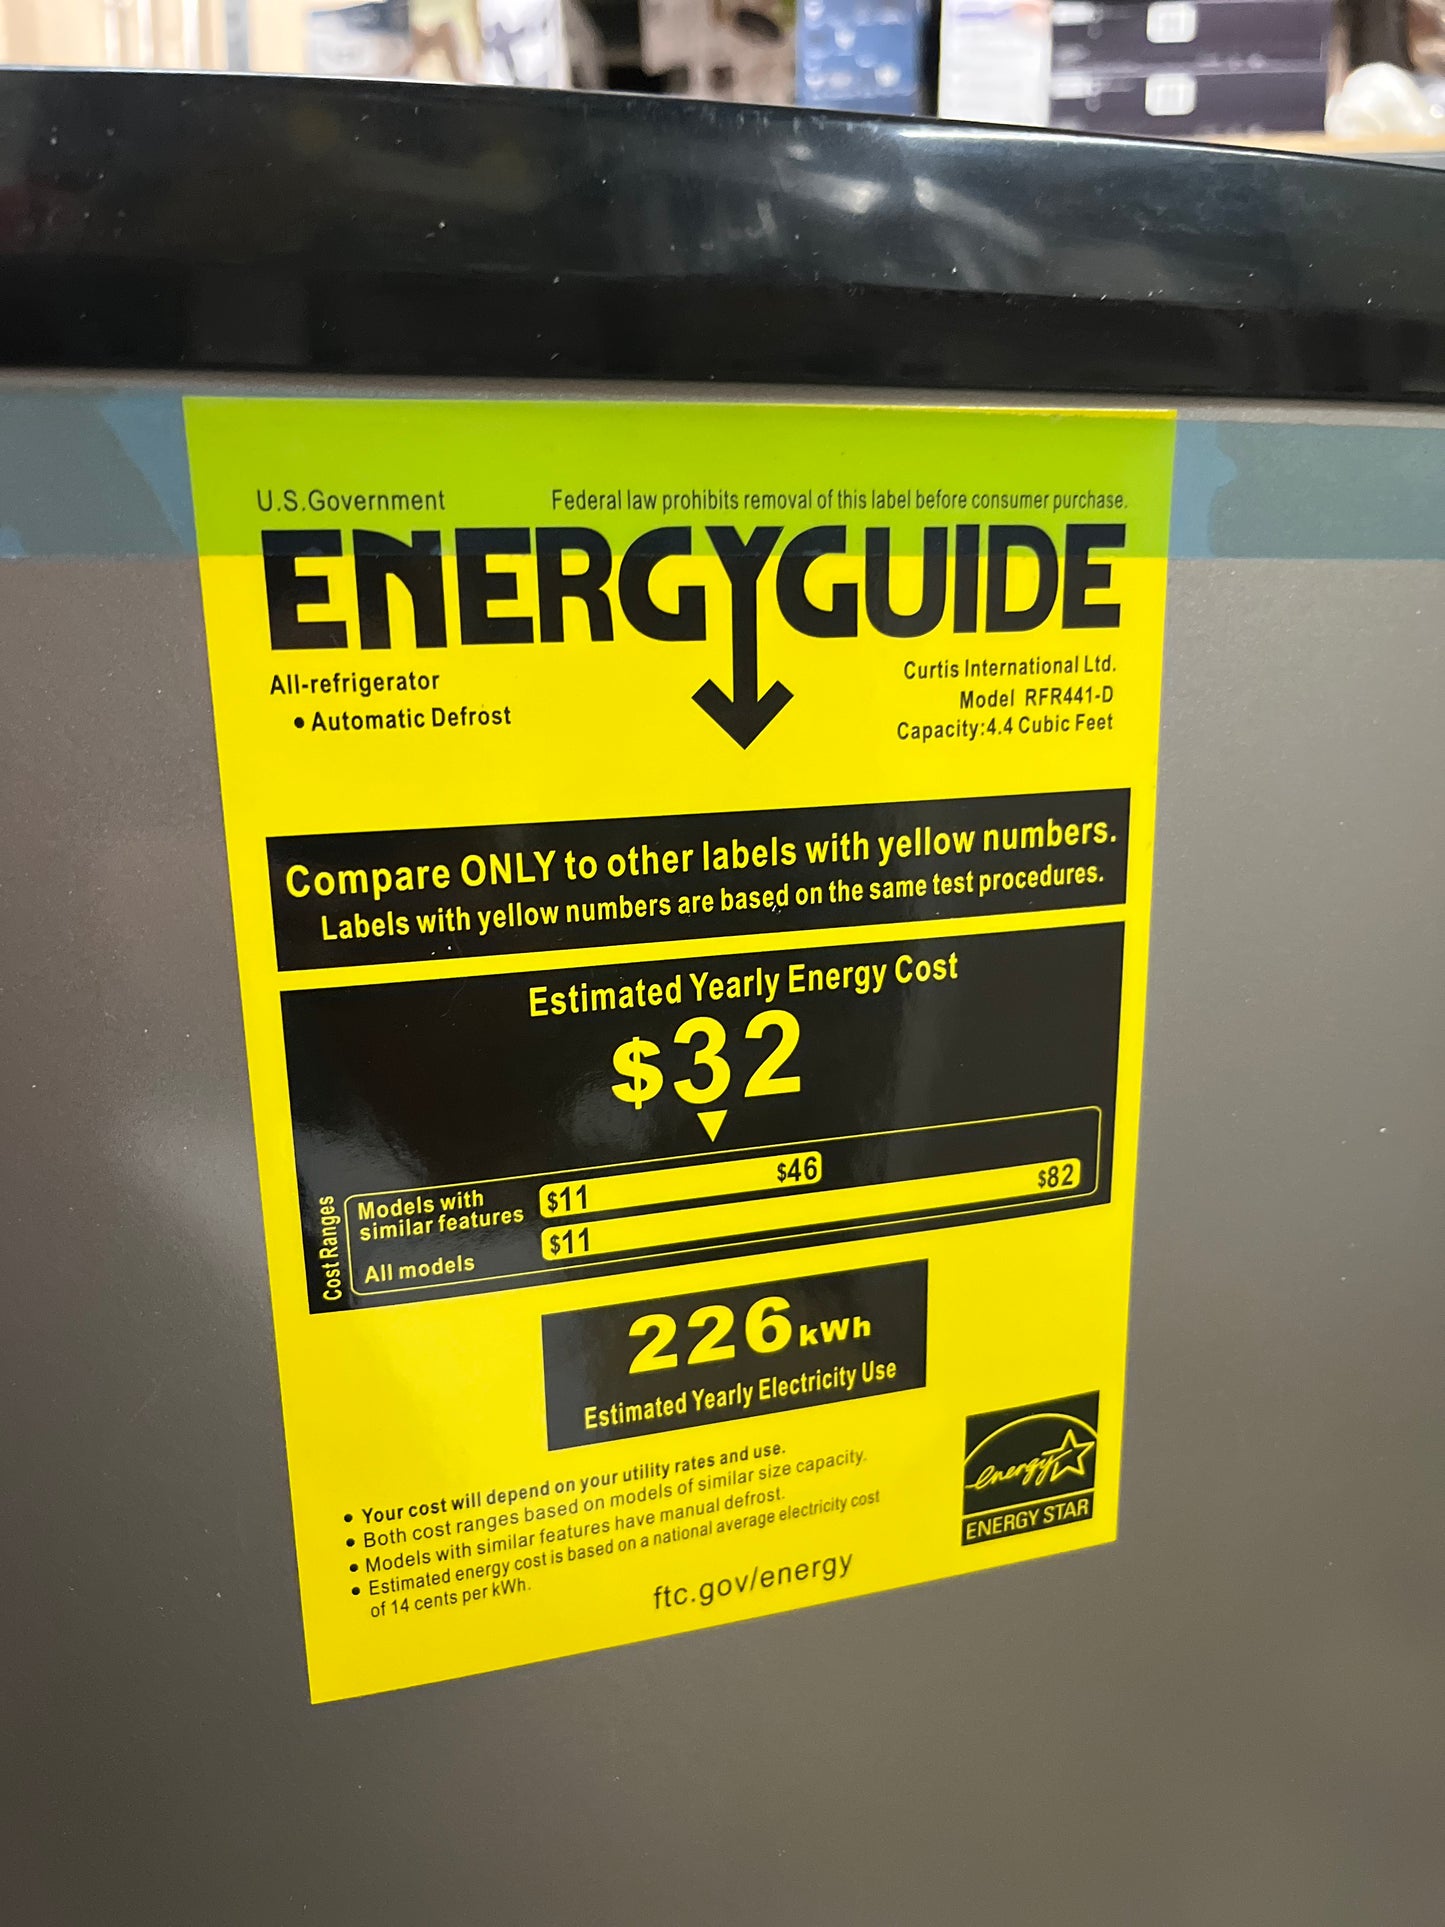 U.S.Government Federal law prohibits removal of this label before consumer purchase.
ENERGYGUIDE
All-refrigerator
• Automatic Defrost
Curtis International Ltd.
Model RFR441-D
Capacity:4.4 Cubic Feet
Compare ONLY to other labels with yellow numbers.
Labels with yellow numbers are based on the same test procedures.
Estimated Yearly Energy Cost
$32
Cost Ranges
Models with
similar features
$11 $46
All models
$11 $82
226 kWh
Estimated Yearly Electricity Use
• Your cost will depend on your utility rates and use.
• Both cost ranges based on models of similar size capacity.
• Models with similar features have manual defrost.
• Estimated energy cost is based on a national average electricity cost
of 14 cents per kWh.
ftc.gov/energy
energy
ENERGY STAR